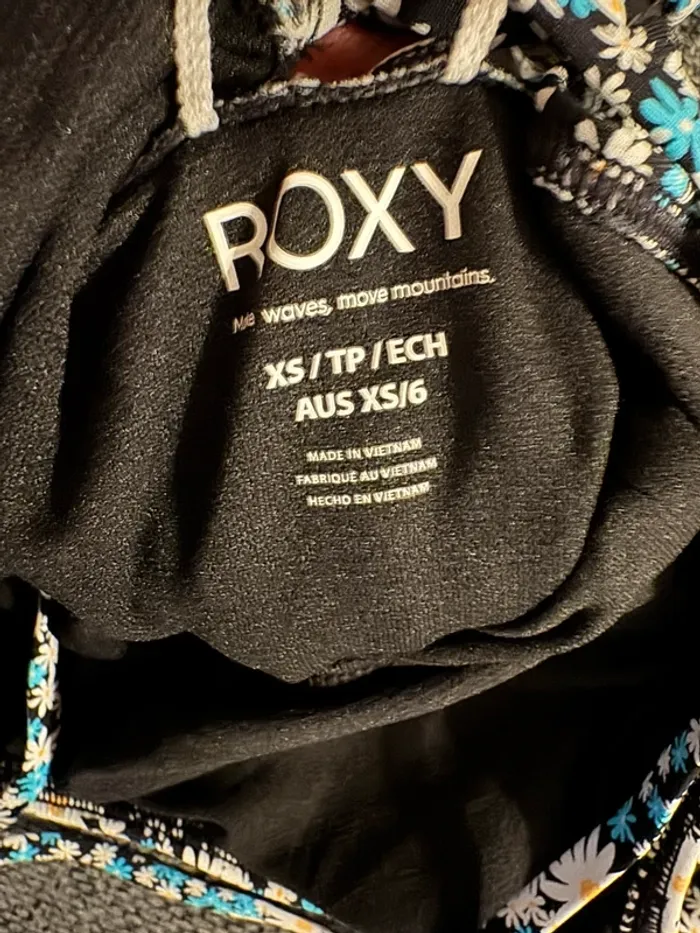 ROXY
waves, move mountains.
XS / TP / ECH
AUS XS/6
MADE IN VIETNAM
FABRIQUÉ AU VIETNAM
HECHO EN VIETNAM